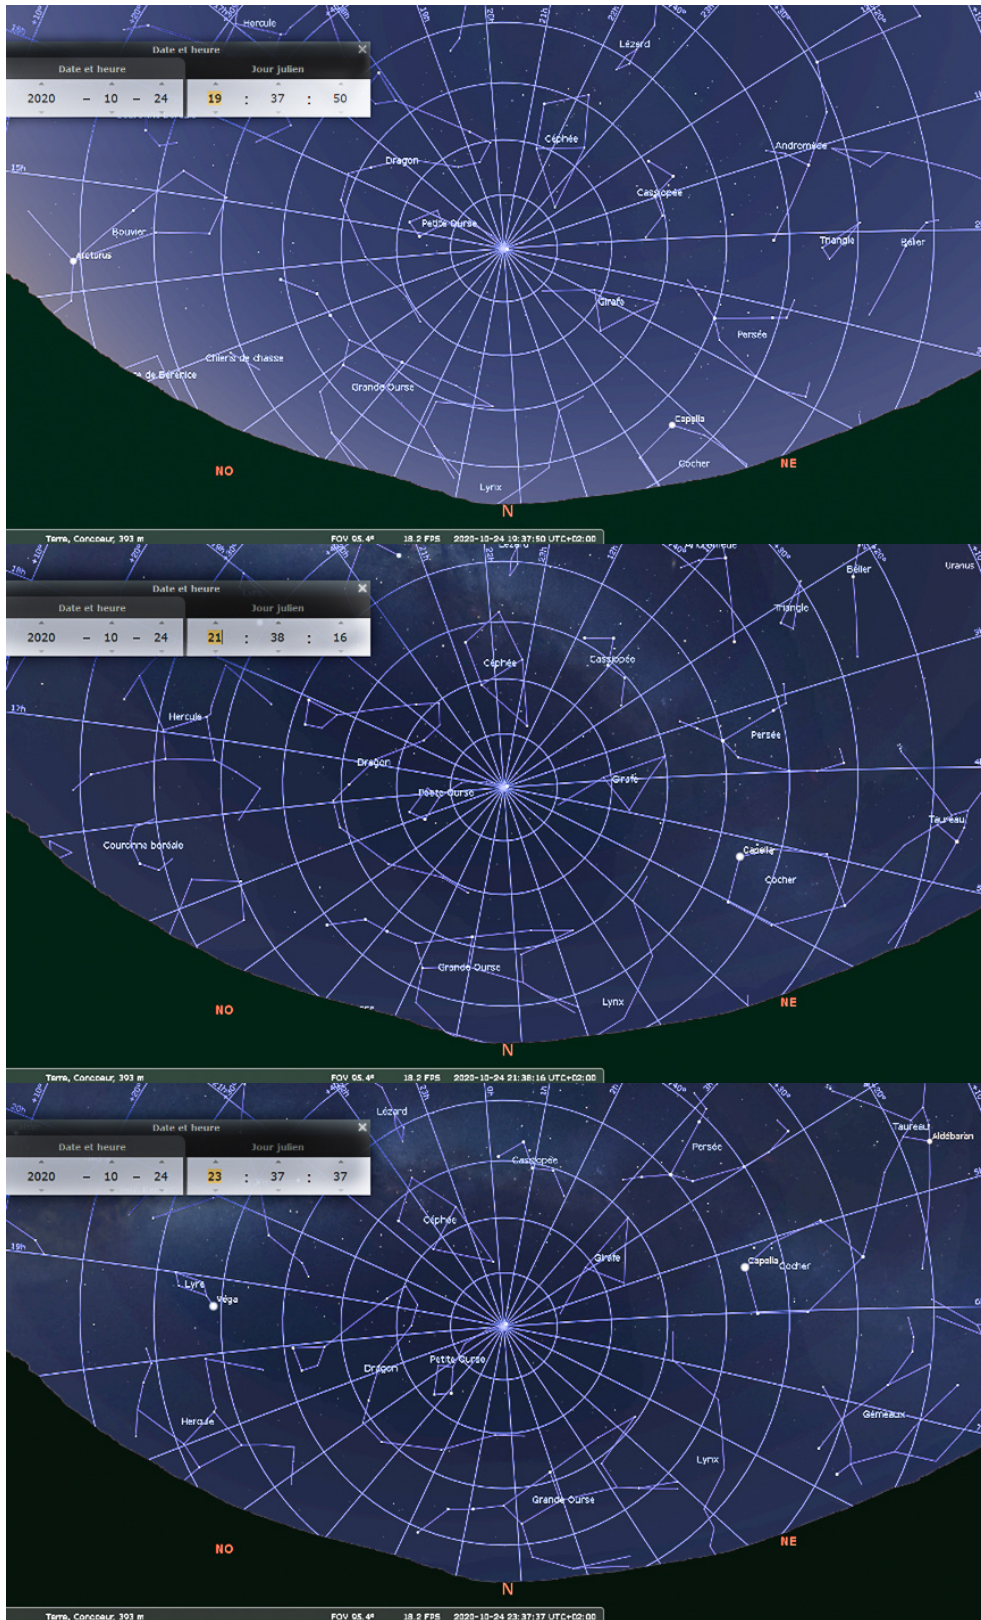 Hercule
Lézard
Date et heure
Date et heure Jour julien
2020 - 10 - 24 19 : 37 : 50
Céphée
Andromède
Dragon
Cassiopée
15h
Petite Ourse
Bouvier
Triangle Bélier
Arcturus
Girafe
Persée
Chiens de chasse
de Bérénice
Grande Ourse
Capella
NO Cocher NE
Lynx
N
Terre, Concoeur, 393 m FOV 95.4° 18.2 FPS 2020-10-24 19:37:50 UTC+02:00
Lézard Andromède
Bélier Uranus
Date et heure
Date et heure Jour julien
Triangle
2020 - 10 - 24 21 : 38 : 16
Céphée Cassiopée
17h
Hercule
Persée
Dragon
Girafe
Petite Ourse
Taureau
Couronne boréale
Capella
Cocher
Grande Ourse
NO Lynx NE
N
Terre, Concoeur, 393 m FOV 95.4° 18.2 FPS 2020-10-24 21:38:16 UTC+02:00
Lézard
Date et heure
Taureau
Aldébaran
Date et heure Jour julien
Persée
Cassiopée
2020 - 10 - 24 23 : 37 : 37
Céphée
19h
Girafe
Capella Cocher
Lyre
Véga
Petite Ourse
Dragon
Hercule
Gémeaux
Lynx
Grande Ourse
NO NE
N
Terre, Concoeur, 393 m FOV 95.4° 18.2 FPS 2020-10-24 23:37:37 UTC+02:00